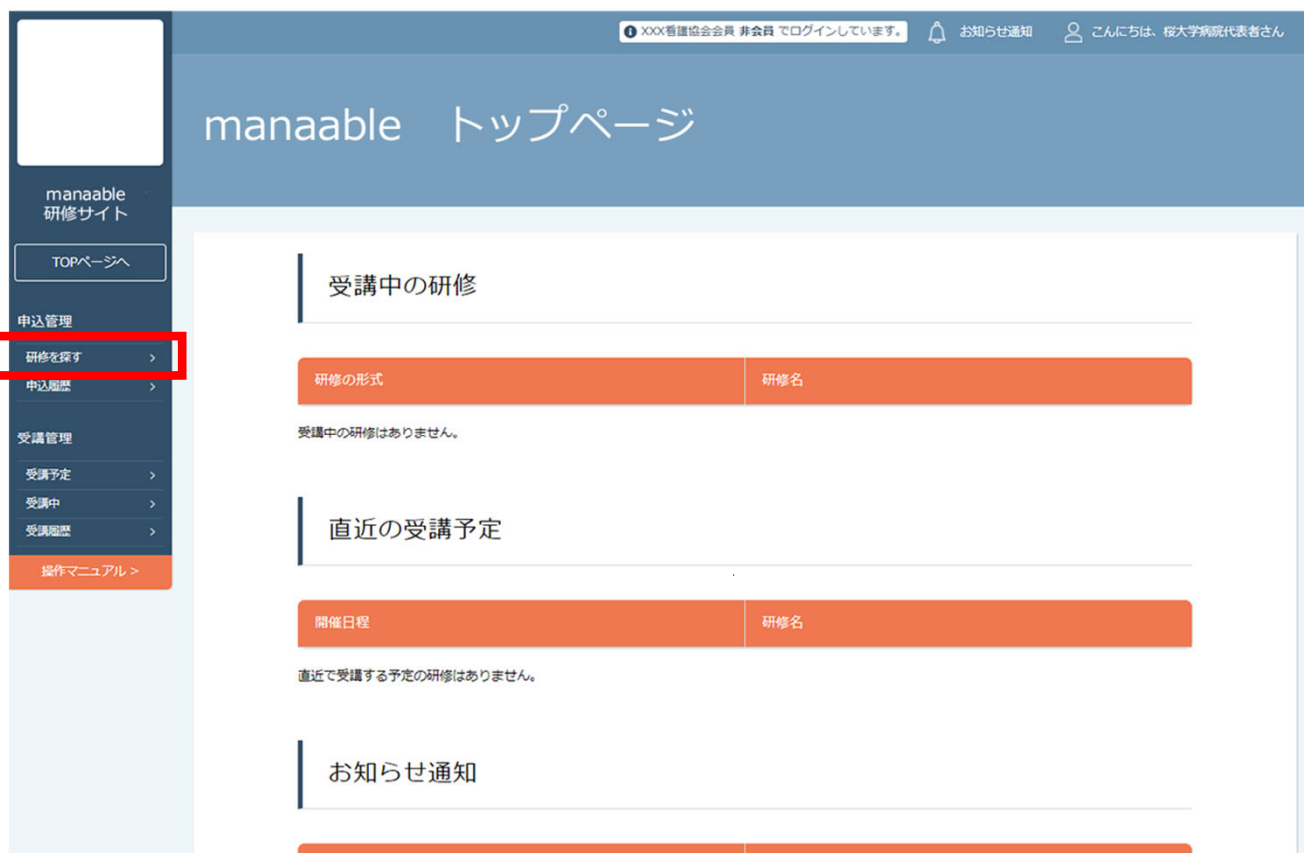 XXX看護協会会員 非会員 でログインしています。
お知らせ通知
こんにちは、桜大学病院代表者さん
manaable トップページ
manaable
研修サイト
TOPページへ
申込管理
研修を探す >
申込履歴 >
受講管理
受講予定 >
受講中 >
受講履歴 >
操作マニュアル >
受講中の研修
研修の形式 研修名
受講中の研修はありません。
直近の受講予定
開催日程 研修名
直近で受講する予定の研修はありません。
お知らせ通知